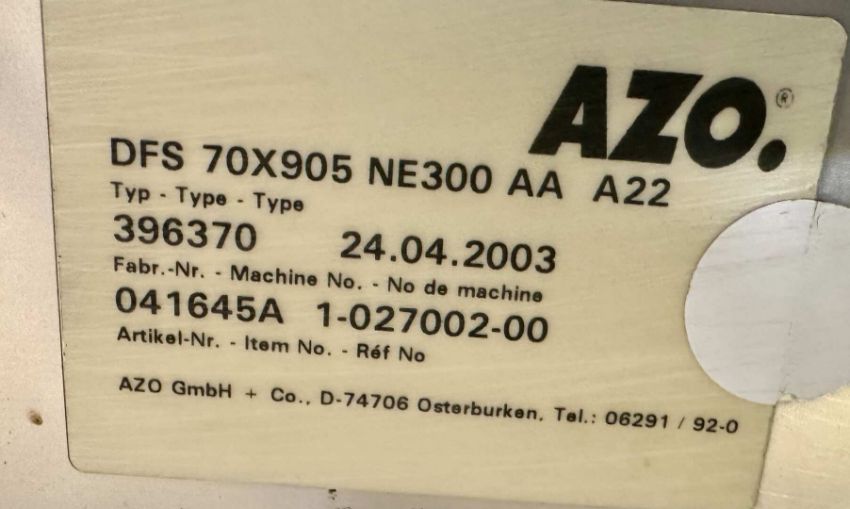 AZO.®
DFS 70X905 NE300 AA A22
Typ - Type - Type
396370 24.04.2003
Fabr.-Nr. - Machine No. - No de machine
041645A 1-027002-00
Artikel-Nr. - Item No. - Réf No
AZO GmbH + Co., D-74706 Osterburken. Tel.: 06291 / 92-0